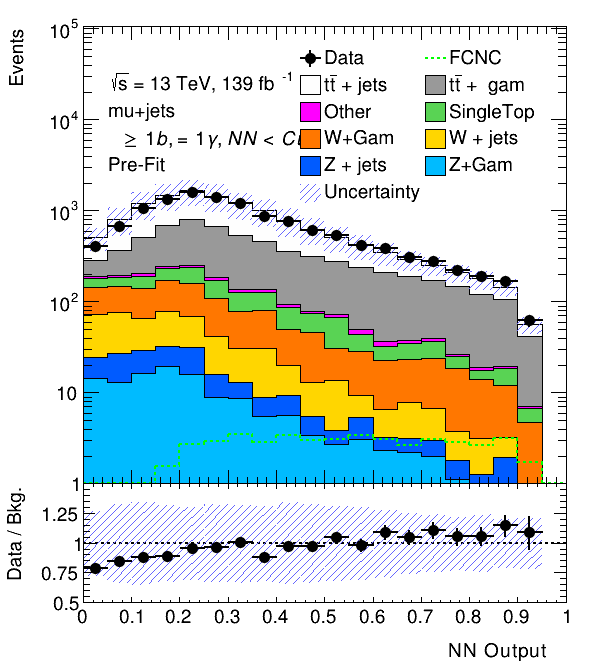 Events
10^5
10^4
10^3
10^2
10
1
√s = 13 TeV, 139 fb^-1
mu+jets
≥ 1b, = 1γ, NN < C
Pre-Fit
Data
FCNC
tt̄ + jets
tt̄ + gam
Other
SingleTop
W+Gam
W + jets
Z + jets
Z+Gam
Uncertainty
Data / Bkg.
1.25
1
0.75
0.5
0 0.1 0.2 0.3 0.4 0.5 0.6 0.7 0.8 0.9 1
NN Output